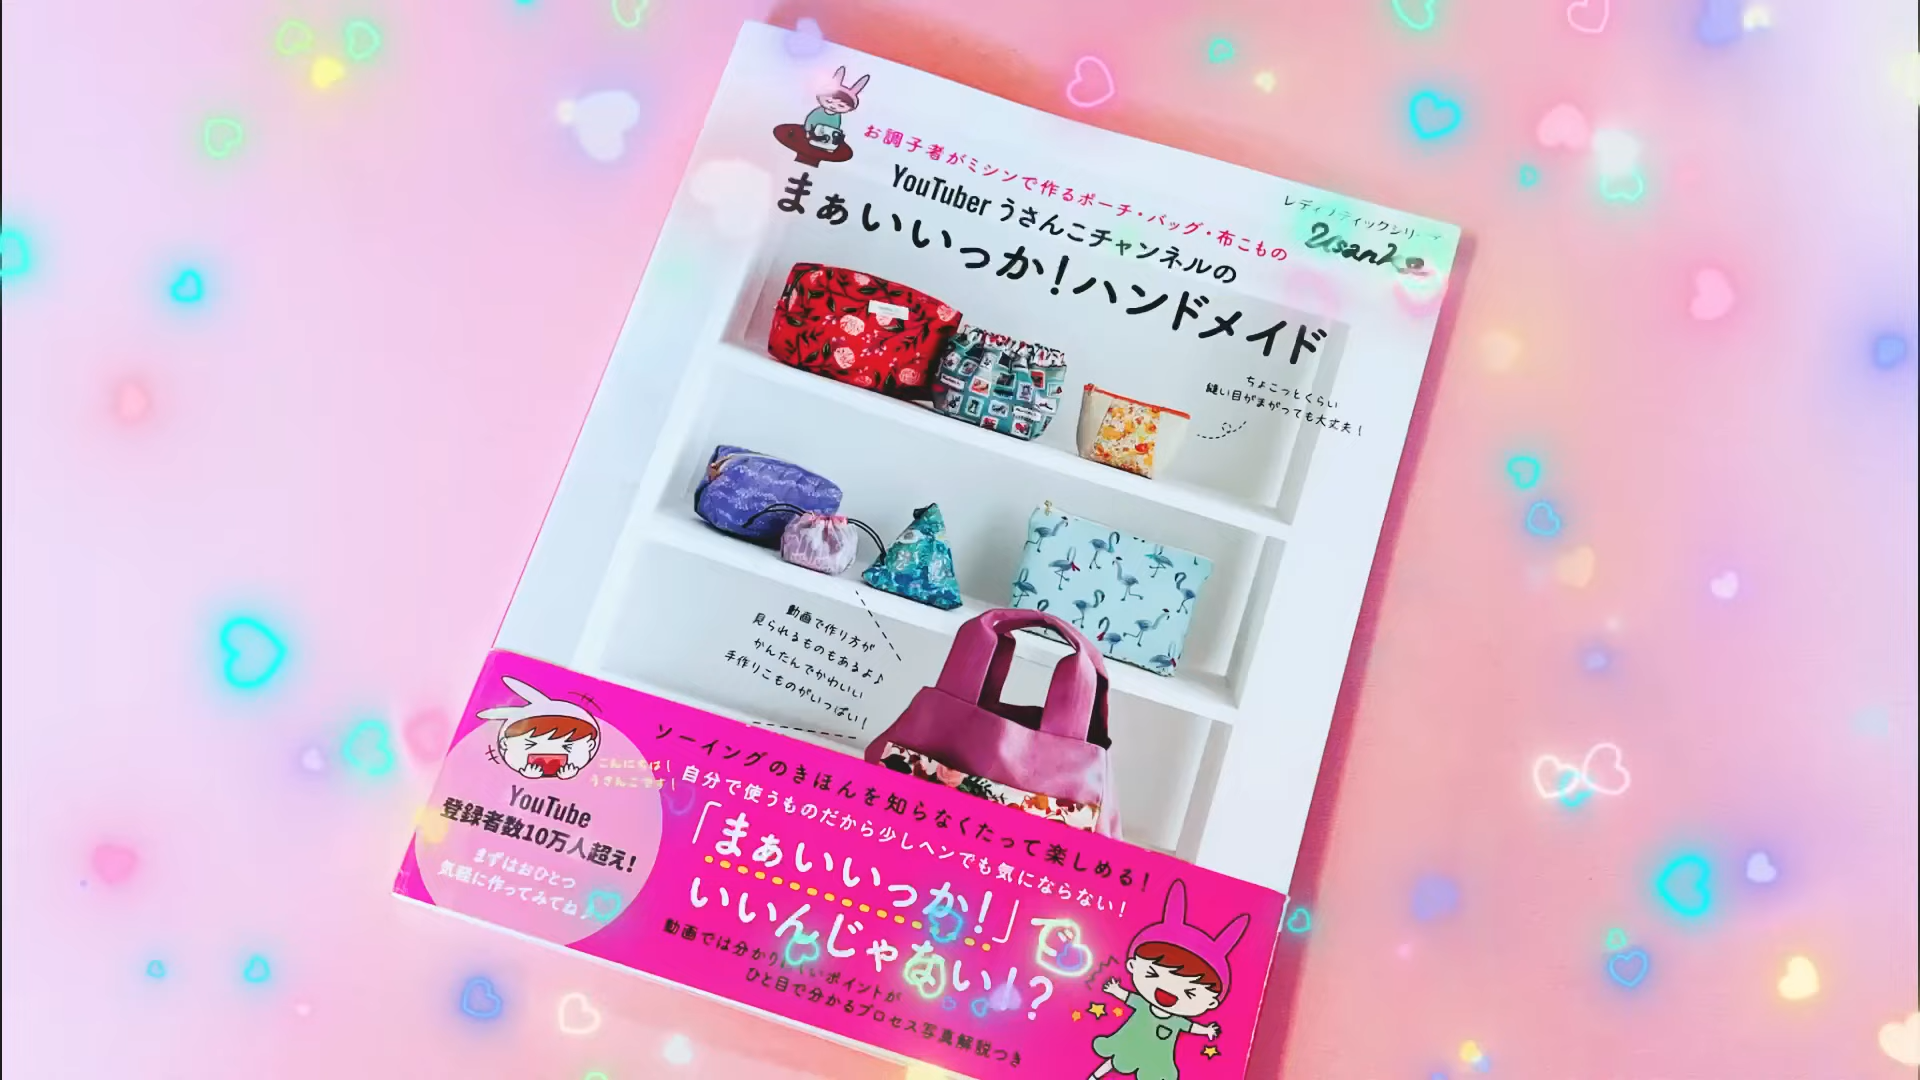 お調子者がミシンで作るポーチ・バッグ・布こもの
レディブティックシリーズ
YouTuber うさんこチャンネルの
まぁいいっか！ハンドメイド
ちょこっとくらい
縫い目がまがっても大丈夫！
動画で作り方が
見られるものもあるよ♪
かんたんでかわいい
手作りこものがいっぱい！
こんにちは！
うさんこです！
YouTube
登録者数10万人超え！
まずはおひとつ
気軽に作ってみてね♪
ソーイングのきほんを知らなくたって楽しめる！
自分で使うものだから少しヘンでも気にならない！
「まぁいいっか！」で
いいんじゃない！？
動画では分かりにくいポイントが
ひと目で分かるプロセス写真解説つき